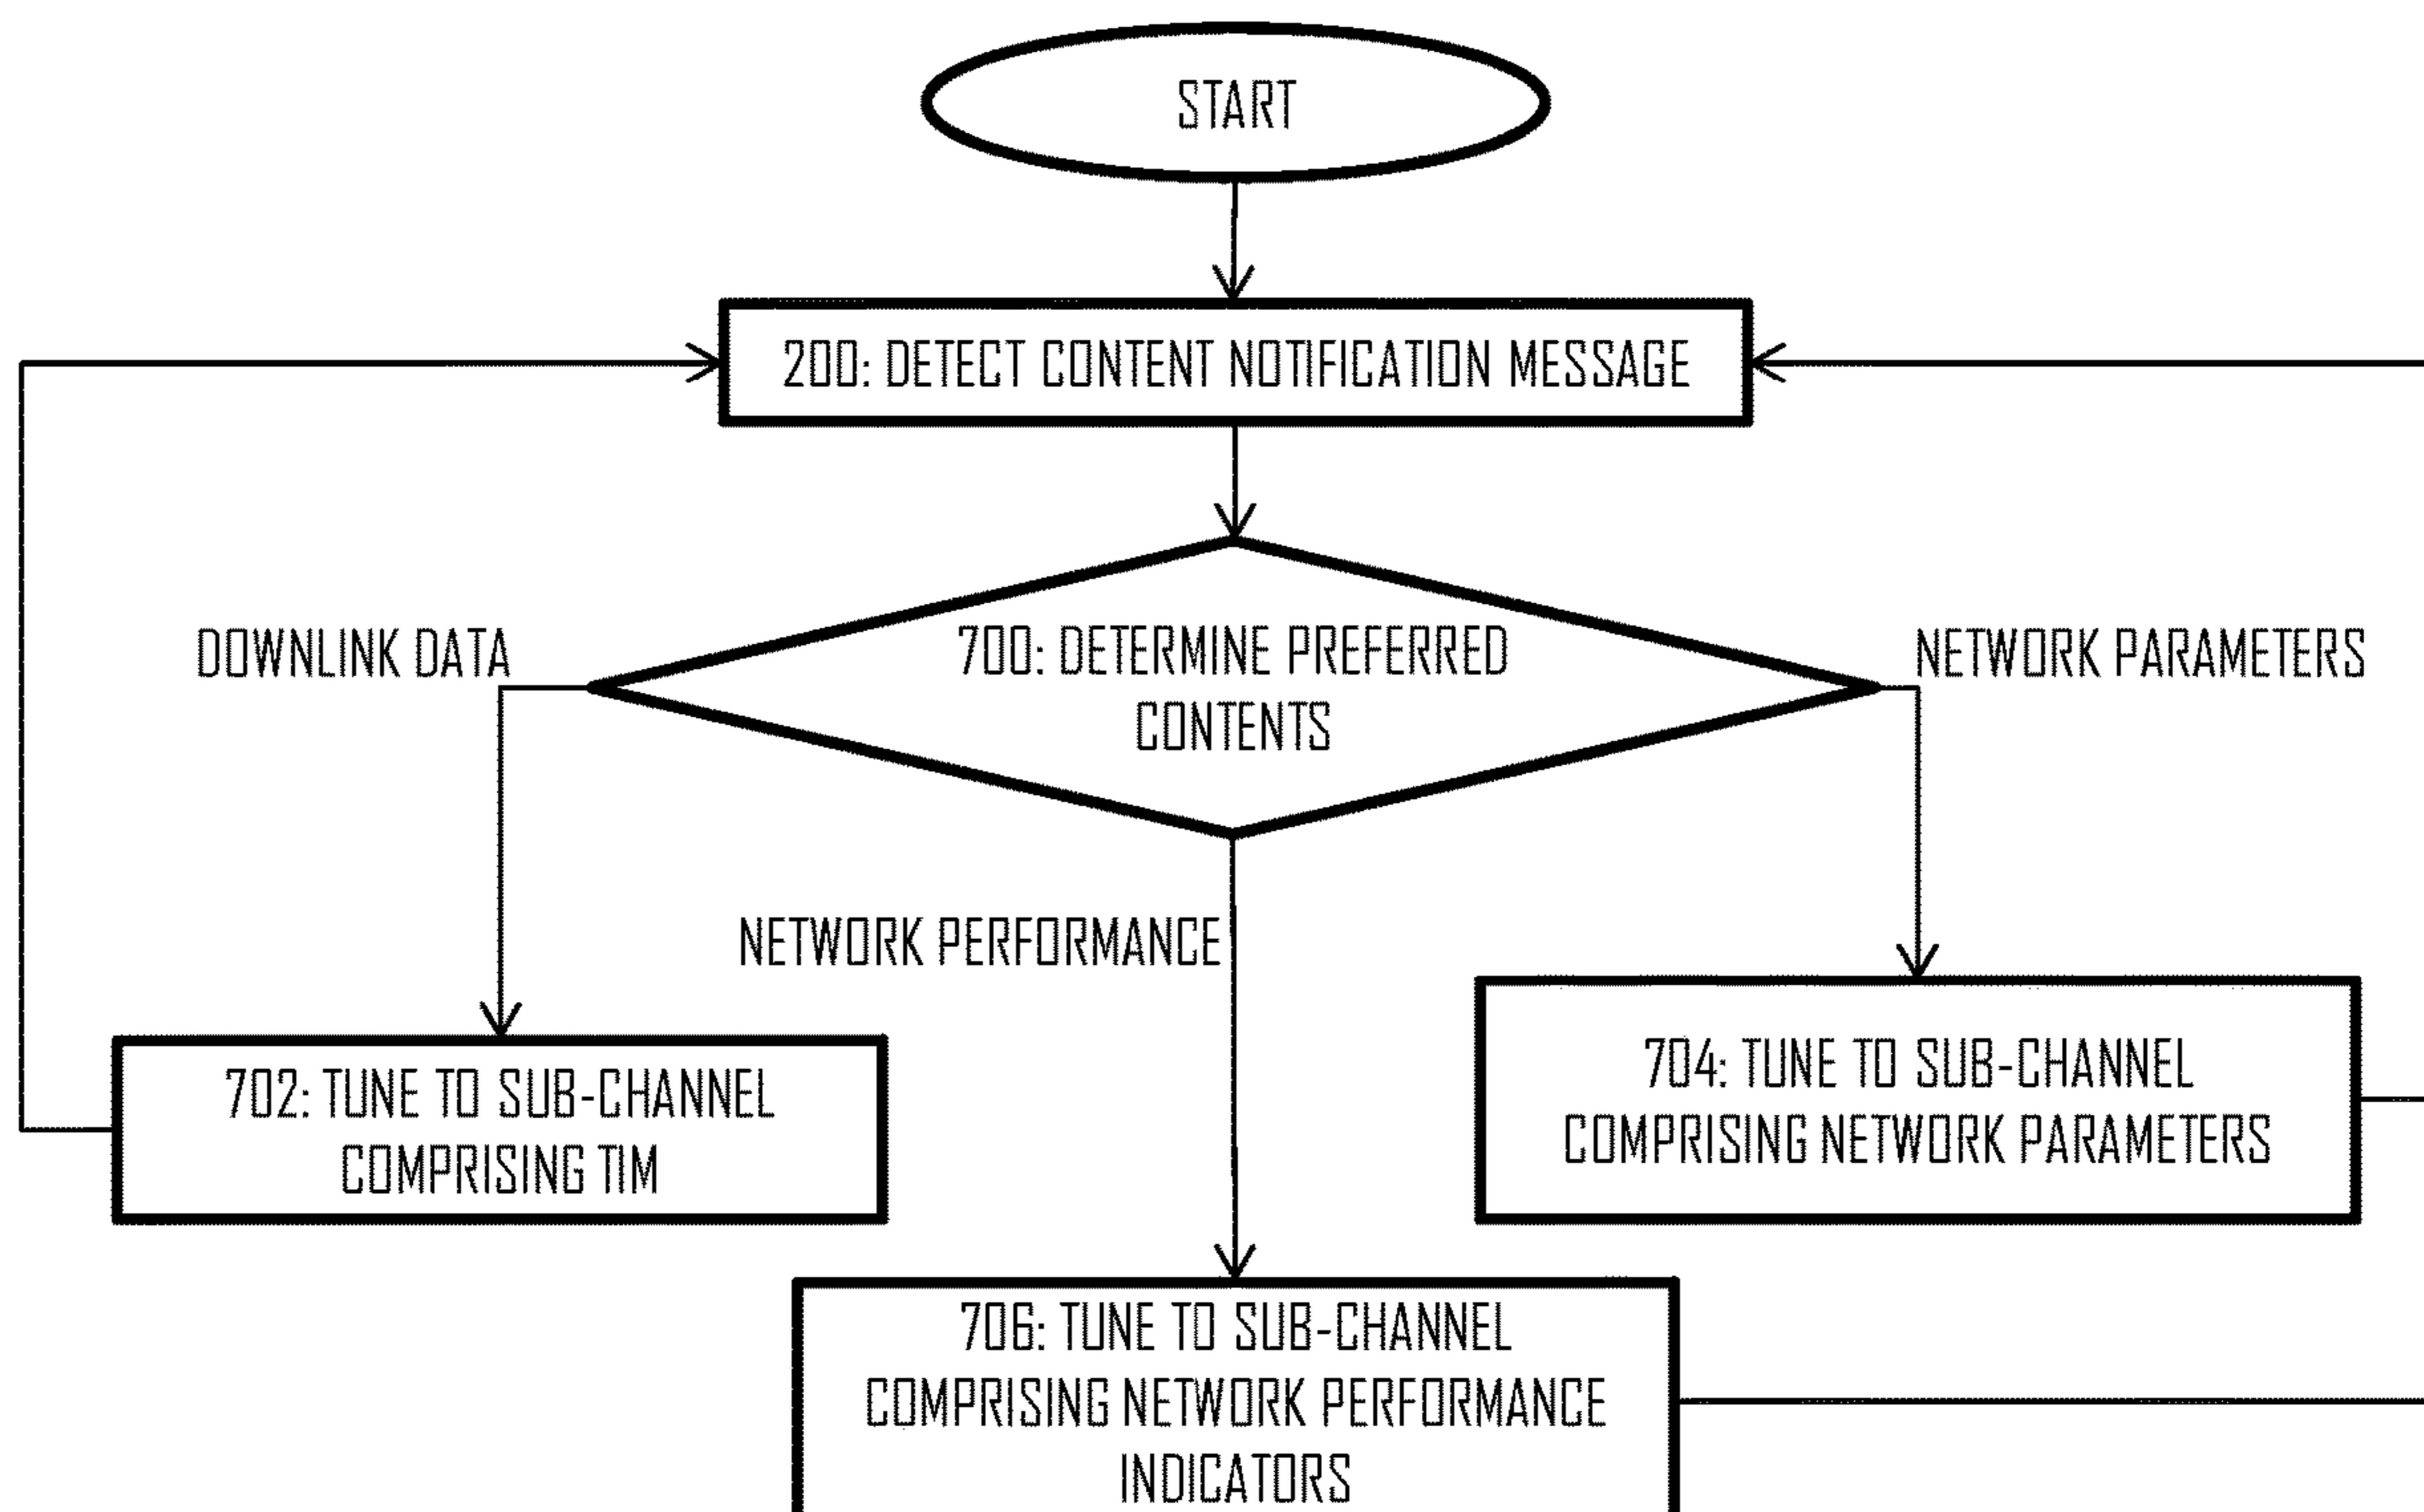 START
200: DETECT CONTENT NOTIFICATION MESSAGE
DOWNLINK DATA
700: DETERMINE PREFERRED
CONTENTS
NETWORK PARAMETERS
NETWORK PERFORMANCE
702: TUNE TO SUB-CHANNEL
COMPRISING TIM
704: TUNE TO SUB-CHANNEL
COMPRISING NETWORK PARAMETERS
706: TUNE TO SUB-CHANNEL
COMPRISING NETWORK PERFORMANCE
INDICATORS